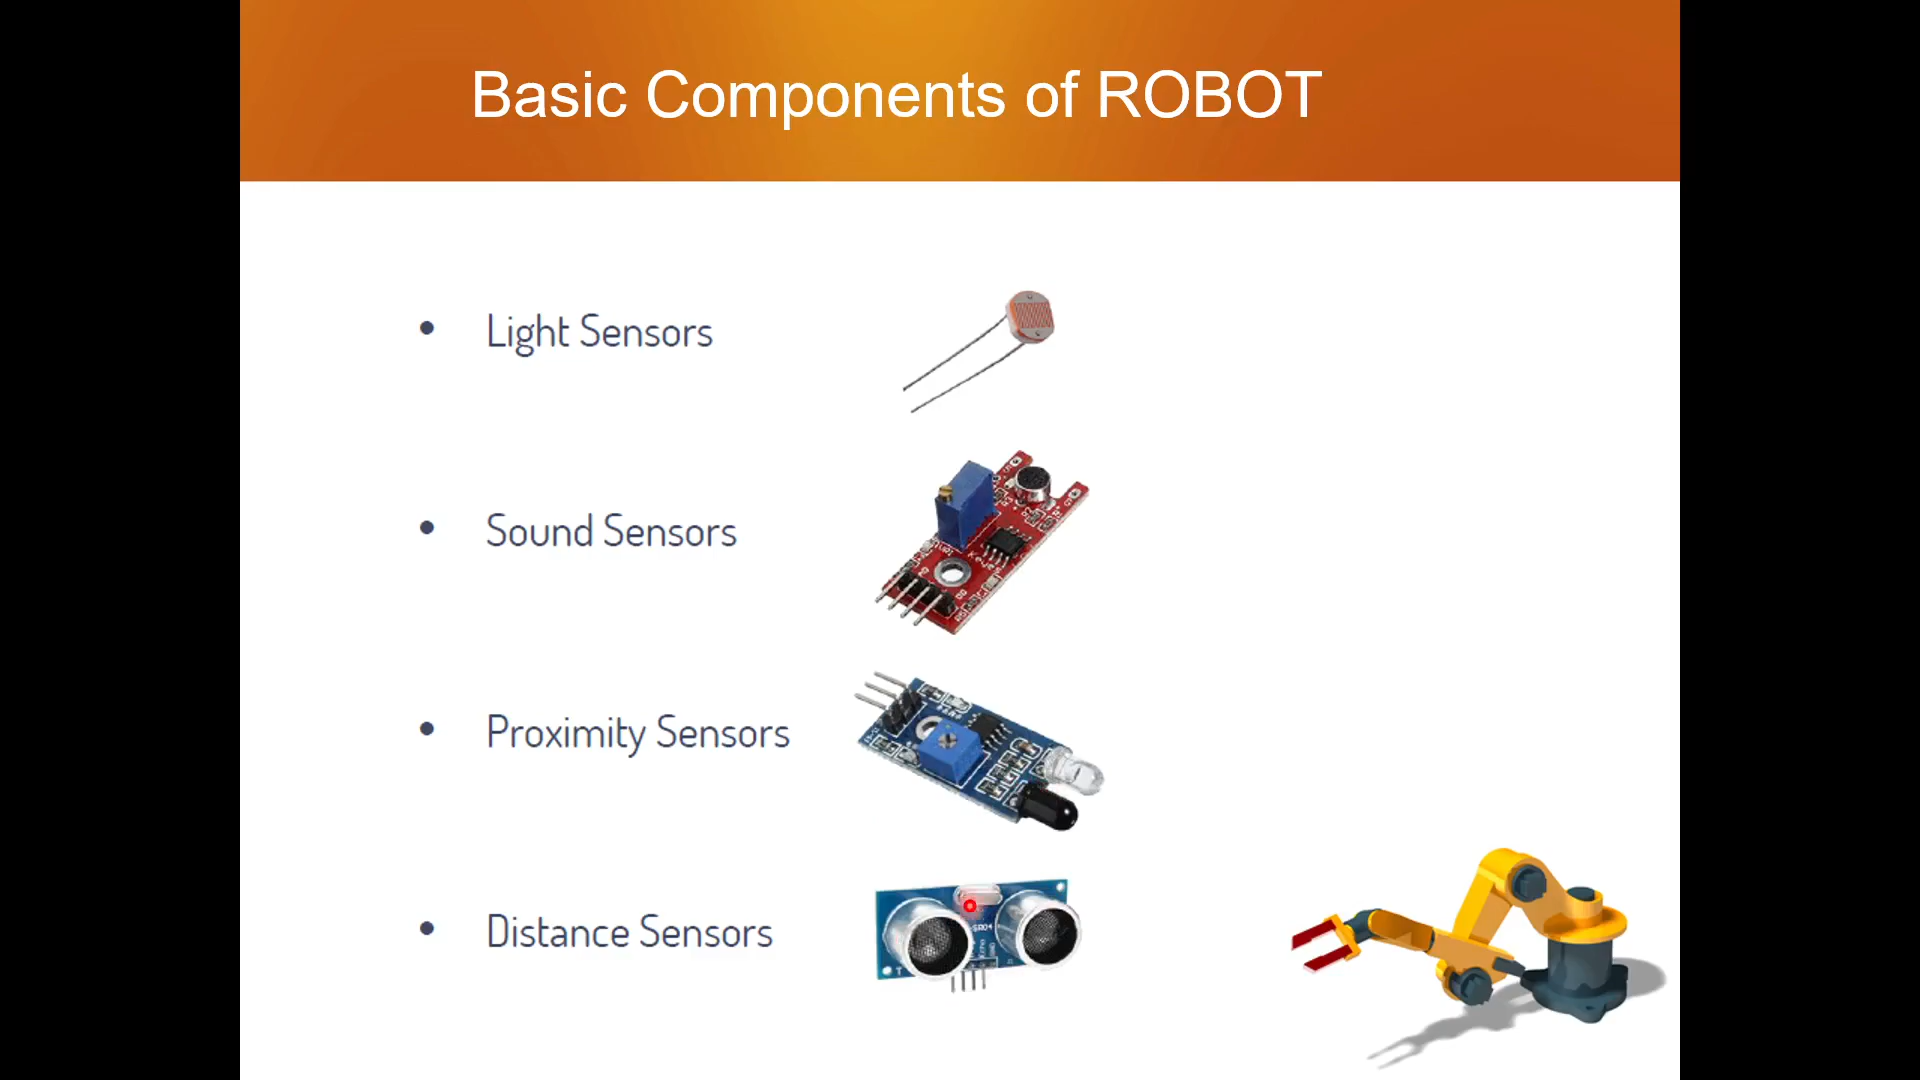 Basic Components of ROBOT
• Light Sensors
• Sound Sensors
• Proximity Sensors
• Distance Sensors